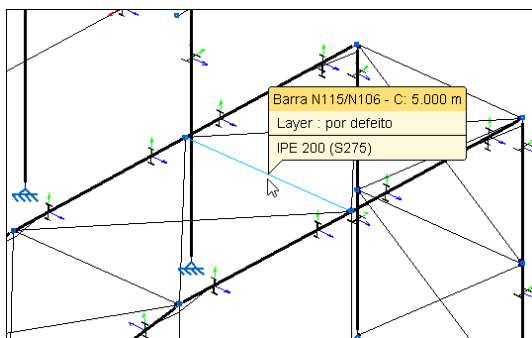 Barra N115/N106 - C: 5.000 m
Layer : por defeito
IPE 200 (S275)